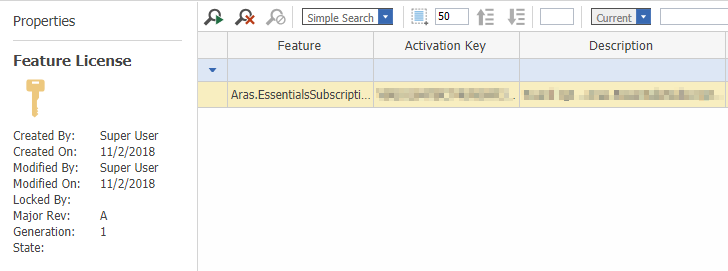 Properties
Feature License
Created By: Super User
Created On: 11/2/2018
Modified By: Super User
Modified On: 11/2/2018
Locked By:
Major Rev: A
Generation: 1
State:
Simple Search
50
Current
Feature Activation Key Description
Aras.EssentialsSubscripti...